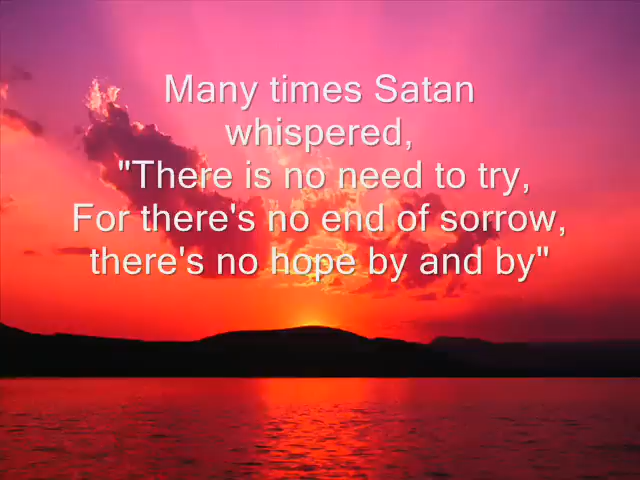 Many times Satan
whispered,
"There is no need to try,
For there's no end of sorrow,
there's no hope by and by"